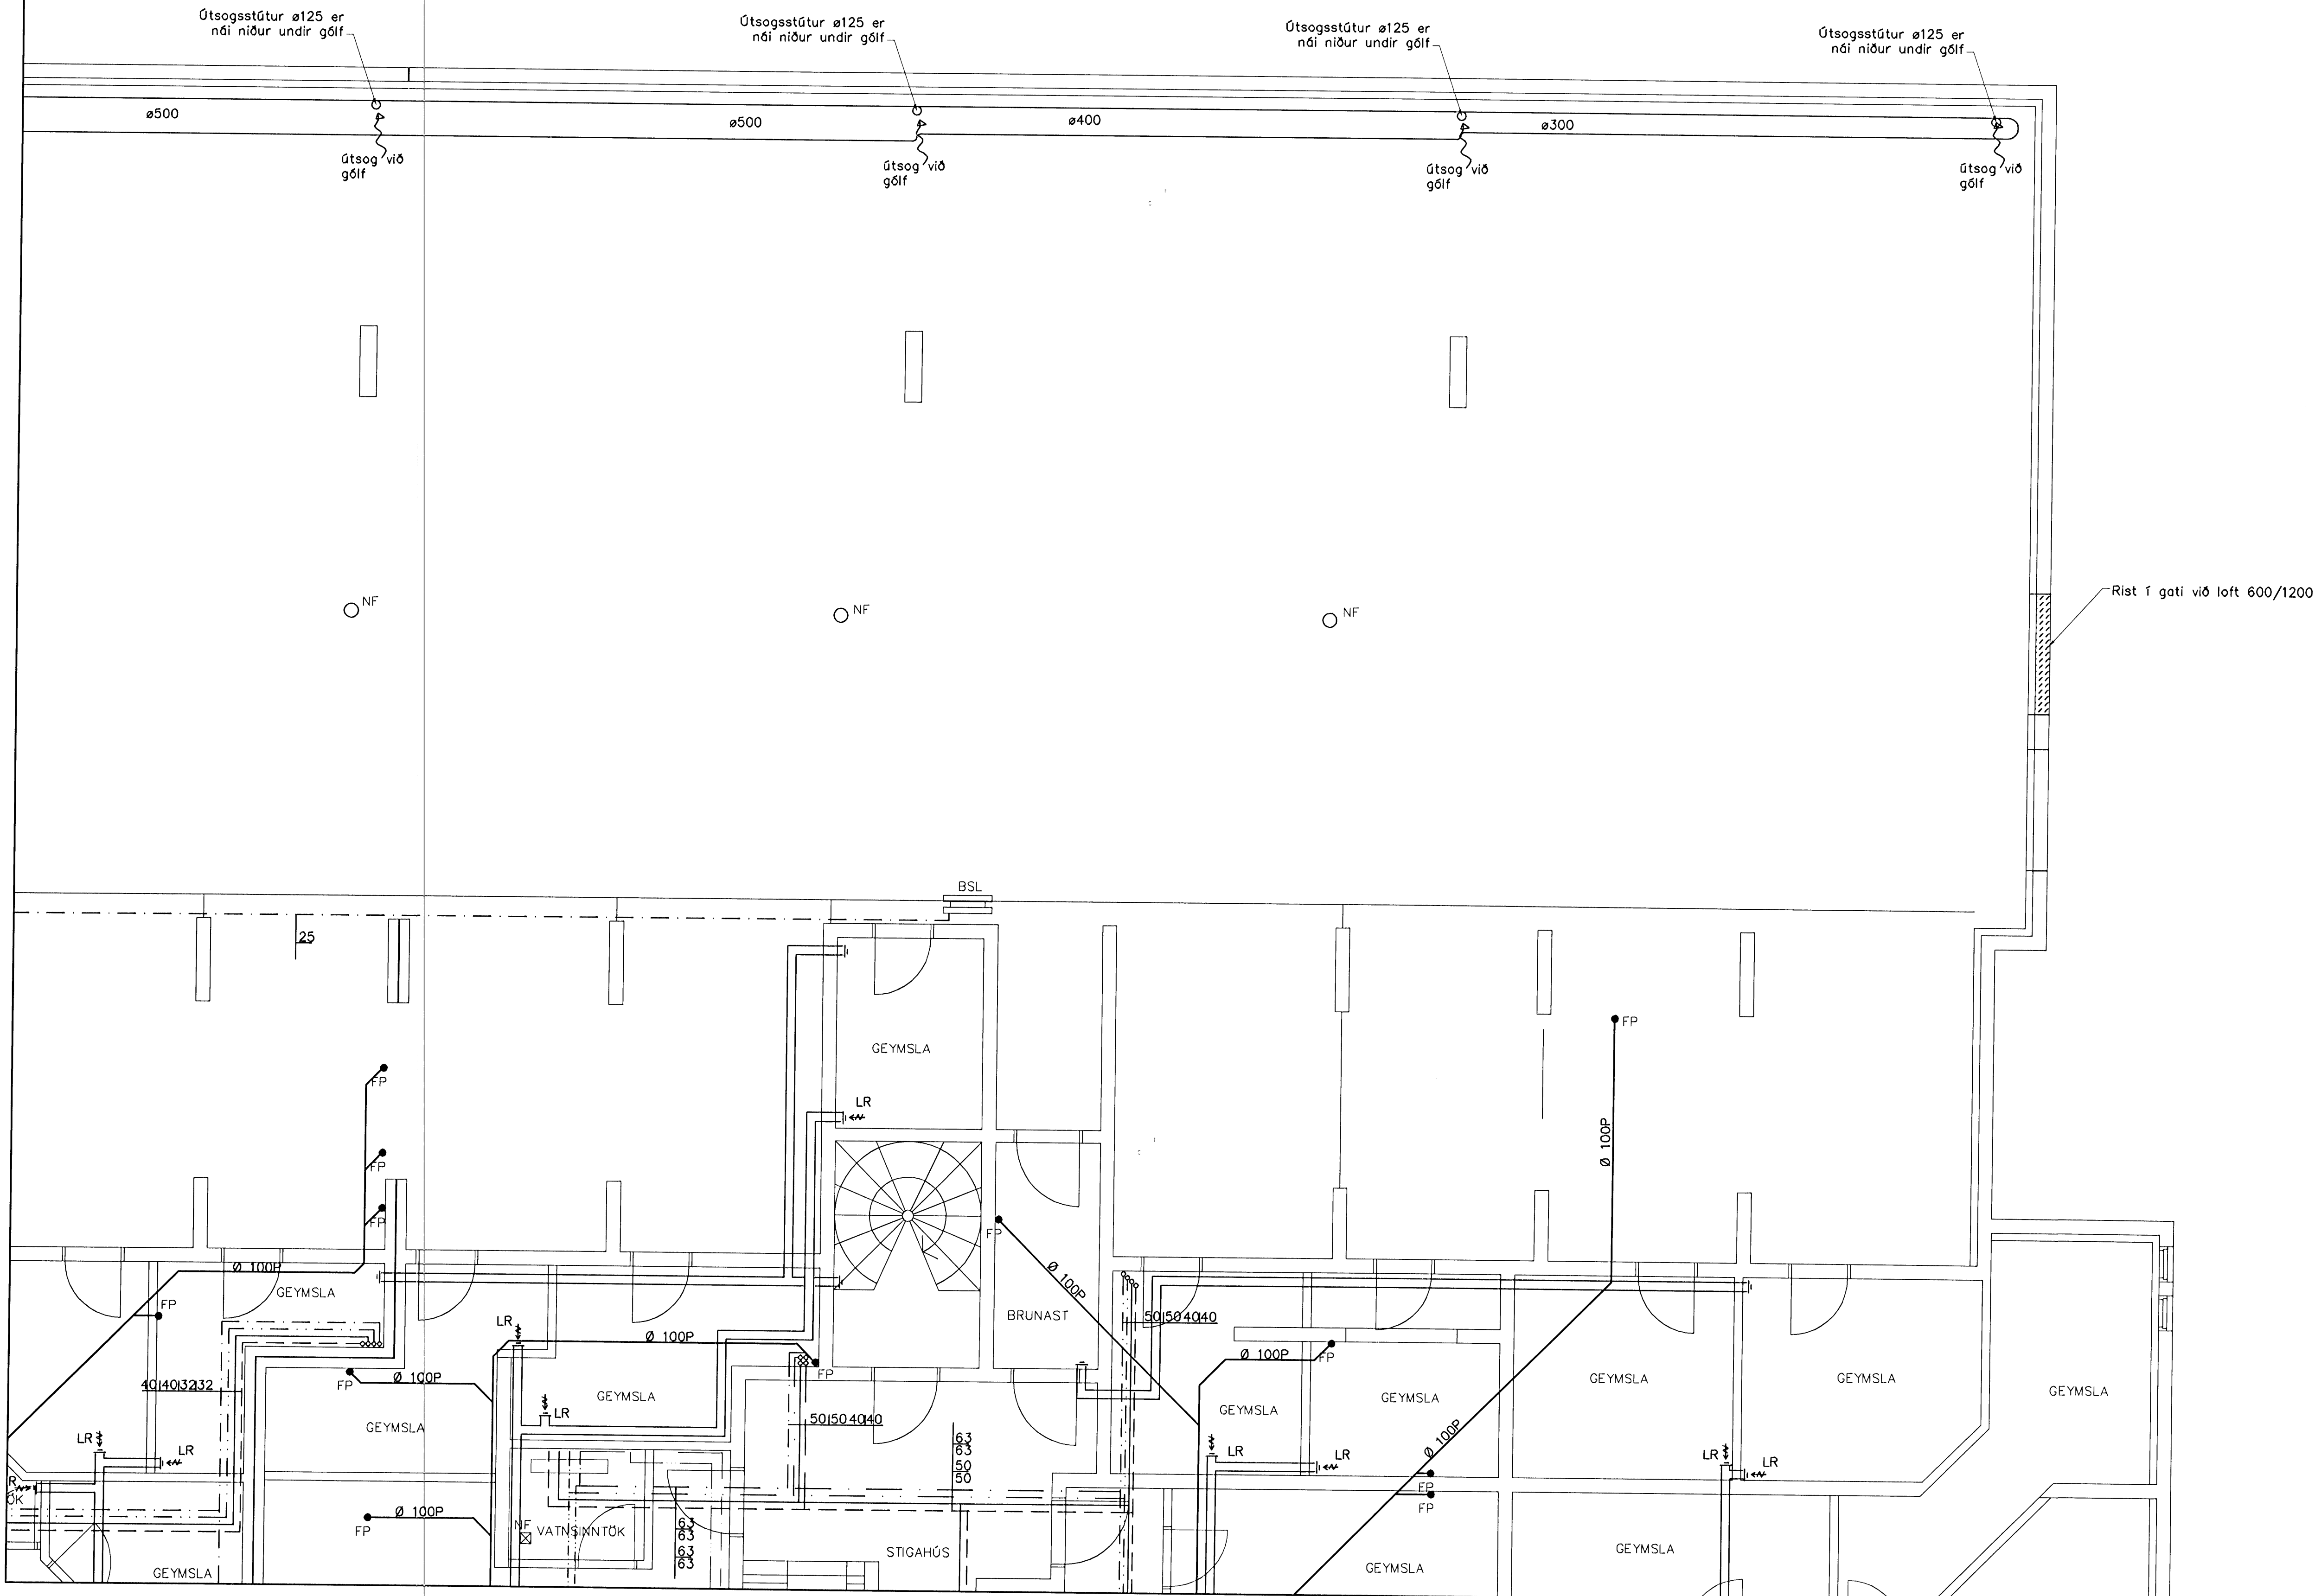 Útsogsstútur ø125 er
nái niður undir gólf
Útsogsstútur ø125 er
nái niður undir gólf
Útsogsstútur ø125 er
nái niður undir gólf
Útsogsstútur ø125 er
nái niður undir gólf
ø500
ø500
ø400
ø300
útsog við
gólf
útsog við
gólf
útsog við
gólf
útsog við
gólf
NF
NF
NF
Rist í gati við loft 600/1200
BSL
25
GEYMSLA
FP
FP
LR
Ø 100P
FP
FP
FP
Ø 100P
GEYMSLA
FP
Ø 100P
BRUNAST
50 50 40 40
LR
Ø 100P
Ø 100P
FP
FP
FP
Ø 100P
40 40 32 32
GEYMSLA
GEYMSLA
GEYMSLA
GEYMSLA
GEYMSLA
GEYMSLA
LR
50 50 40 40
GEYMSLA
GEYMSLA
Ø 100P
LR
LR
63
63
50
50
LR
LR
LR
LR
R
ÖK
FP
FP
Ø 100P
FP
NF
VATNSINNTÖK
63
63
63
63
STIGAHÚS
GEYMSLA
GEYMSLA
GEYMSLA